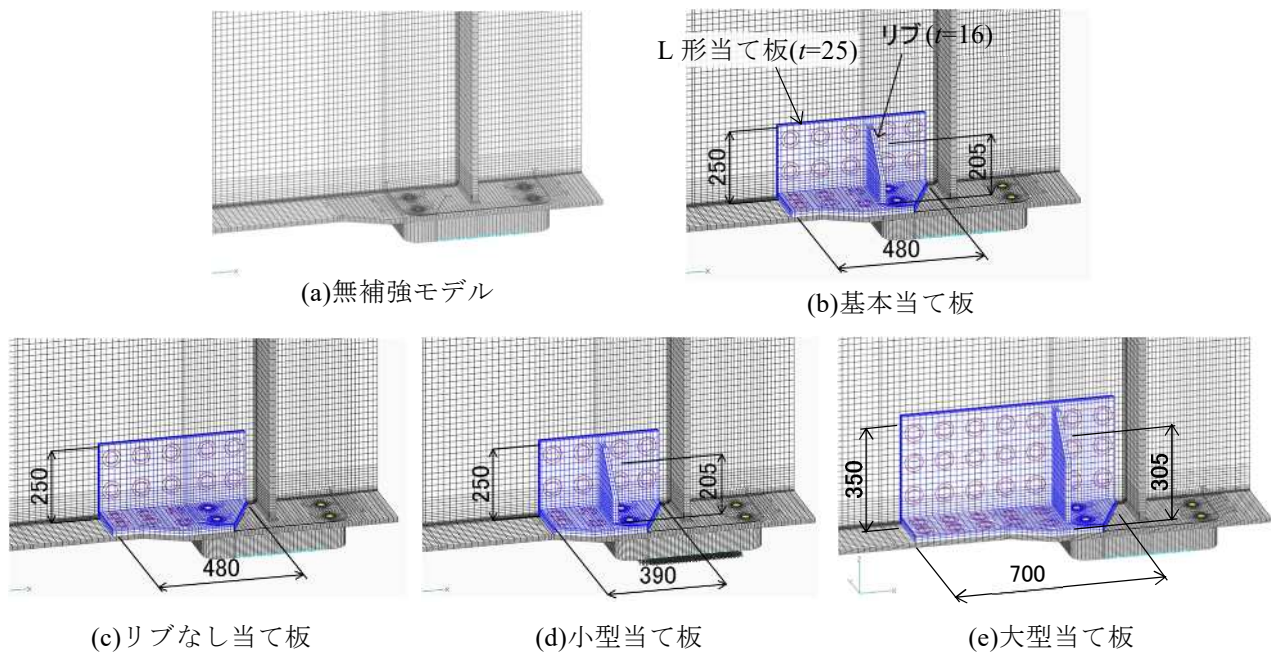 L 形当て板(t=25)
リブ(t=16)
250
205
480
(a)無補強モデル
(b)基本当て板
250
480
250
205
390
350
305
700
(c)リブなし当て板
(d)小型当て板
(e)大型当て板